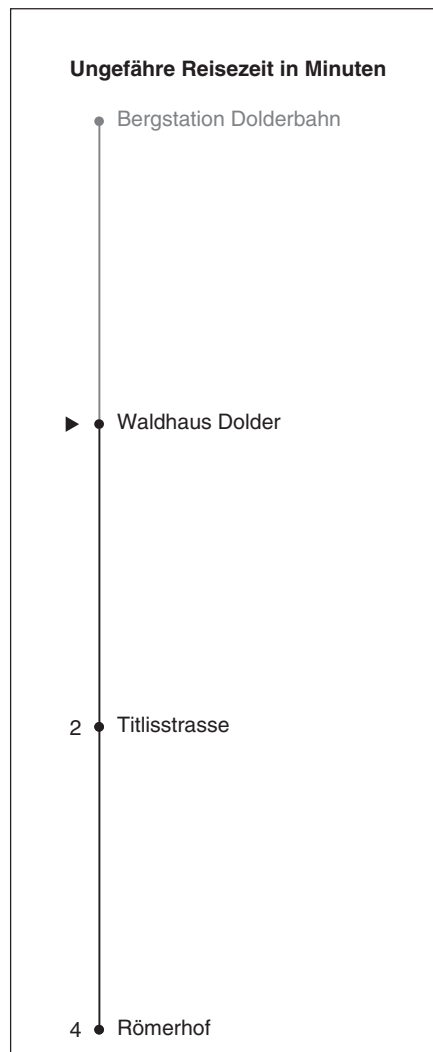 Ungefähre Reisezeit in Minuten
Bergstation Dolderbahn
Waldhaus Dolder
2 Titlisstrasse
4 Römerhof